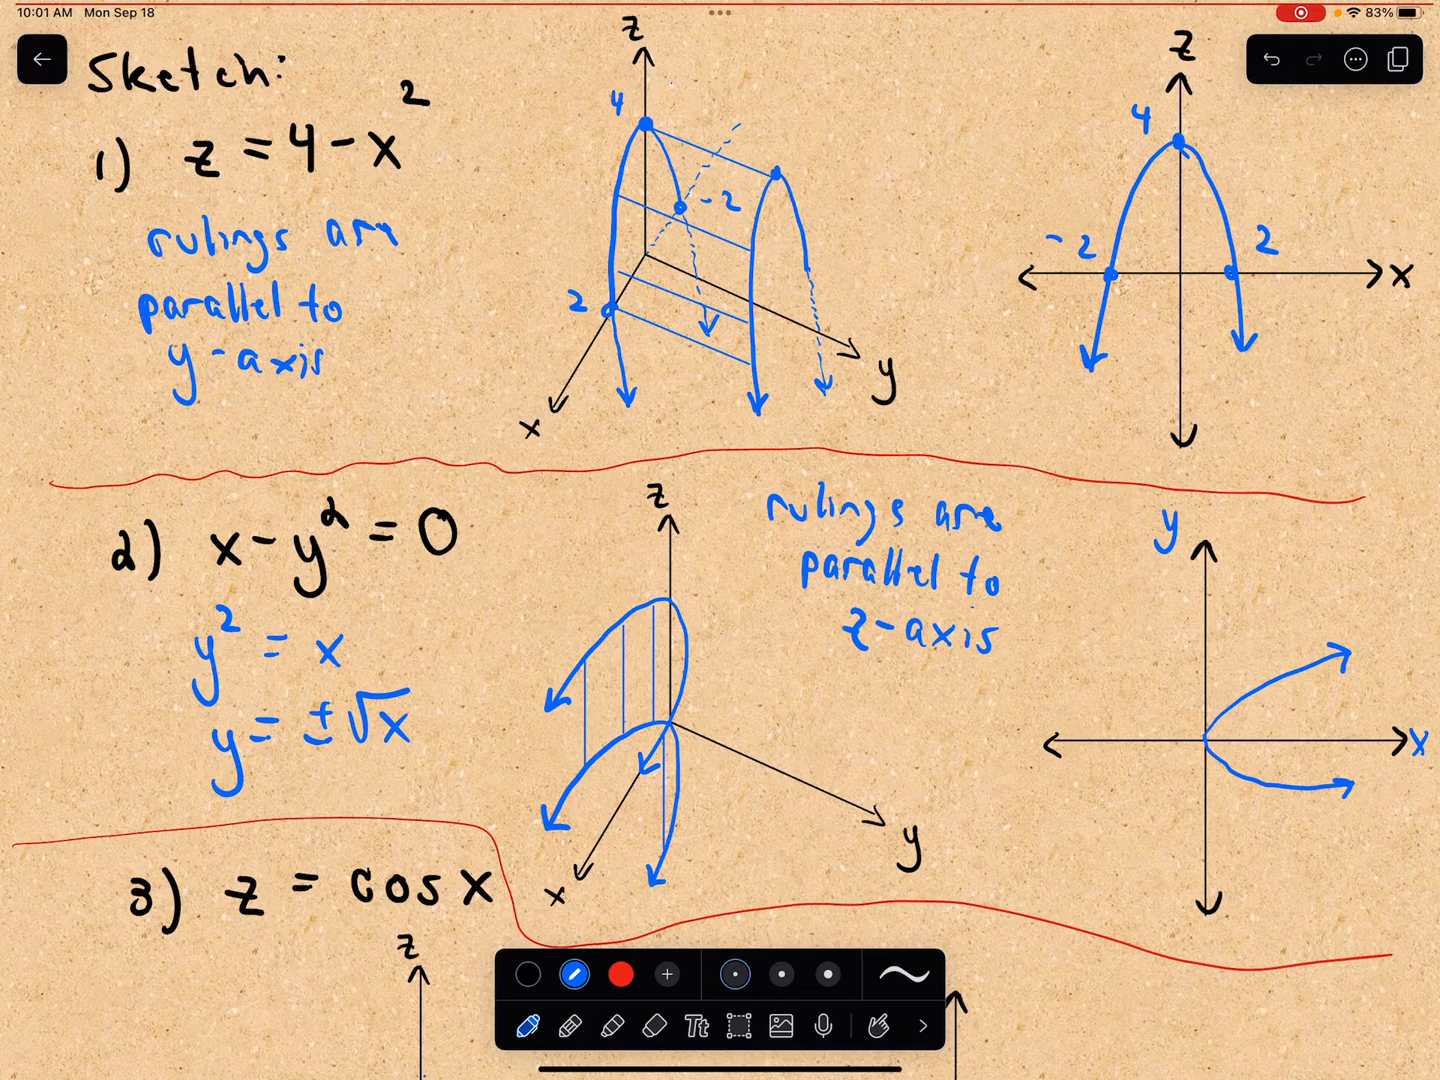 10:01 AM Mon Sep 18
83%
Sketch:
1) z = 4 - x²
rulings are
parallel to
y-axis
z
4
-2
2
x
y
z
4
-2
2
x
2) x - y² = 0
y² = x
y = ±√x
z
x
y
rulings are
parallel to
z-axis
y
x
3) z = cos x
z
Tt